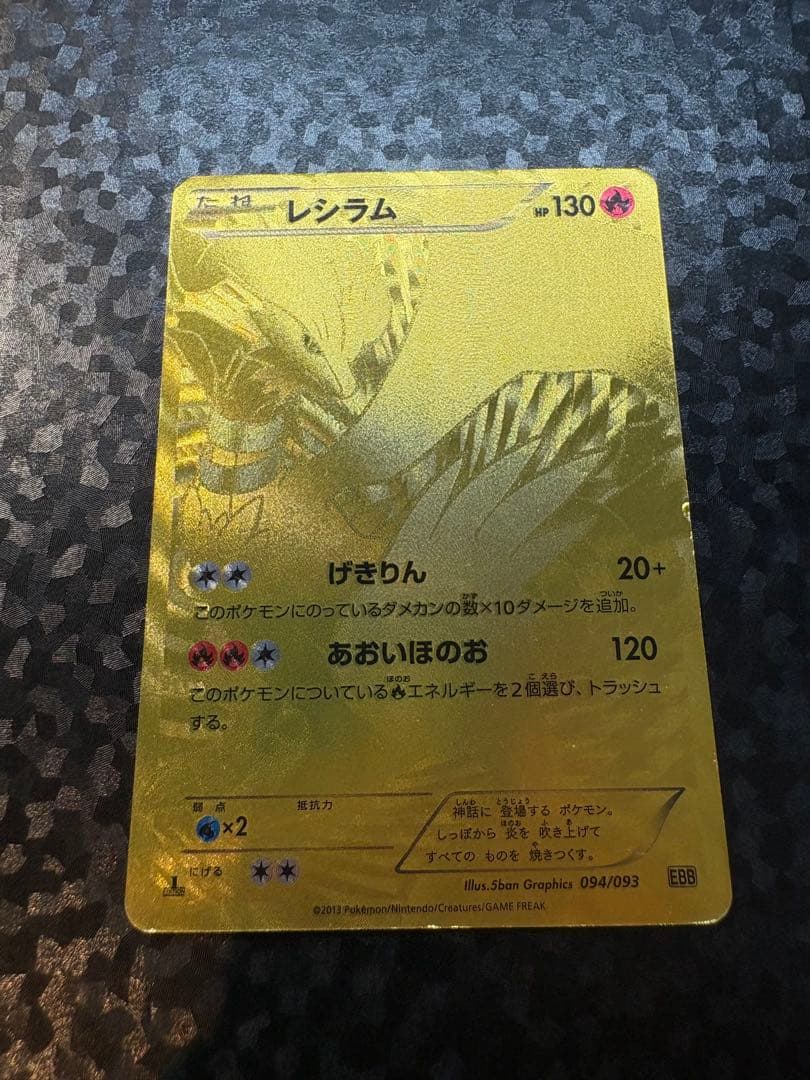 たね レシラム HP 130
げきりん 20+
このポケモンにのっているダメカンの数×10ダメージを追加。
あおいほのお 120
このポケモンについているエネルギーを2個選び、トラッシュ
する。
弱点 抵抗力
×2
にげる
神話に 登場する ポケモン。
しっぽから 炎を 吹き上げて
すべての ものを 焼きつくす。
Illus.5ban Graphics 094/093 EBB
©2013 Pokémon/Nintendo/Creatures/GAME FREAK